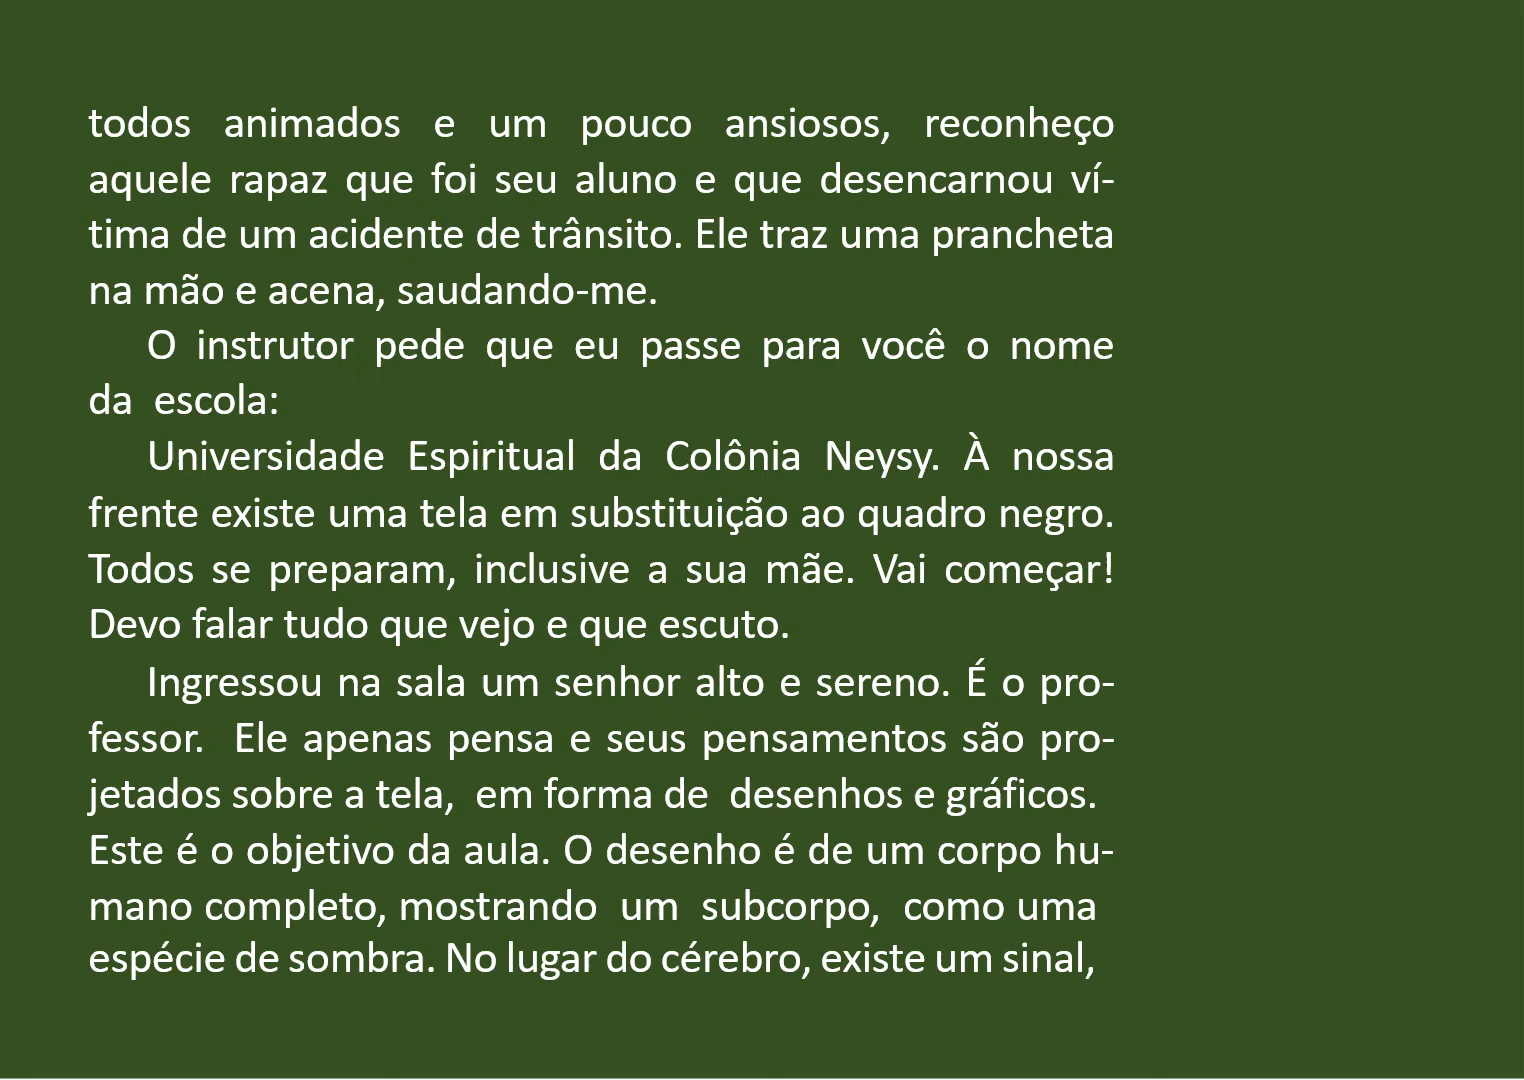 todos animados e um pouco ansiosos, reconheço
aquele rapaz que foi seu aluno e que desencarnou ví-
tima de um acidente de trânsito. Ele traz uma prancheta
na mão e acena, saudando-me.
O instrutor pede que eu passe para você o nome
da escola:
Universidade Espiritual da Colônia Neysy. À nossa
frente existe uma tela em substituição ao quadro negro.
Todos se preparam, inclusive a sua mãe. Vai começar!
Devo falar tudo que vejo e que escuto.
Ingressou na sala um senhor alto e sereno. É o pro-
fessor. Ele apenas pensa e seus pensamentos são pro-
jetados sobre a tela, em forma de desenhos e gráficos.
Este é o objetivo da aula. O desenho é de um corpo hu-
mano completo, mostrando um subcorpo, como uma
espécie de sombra. No lugar do cérebro, existe um sinal,